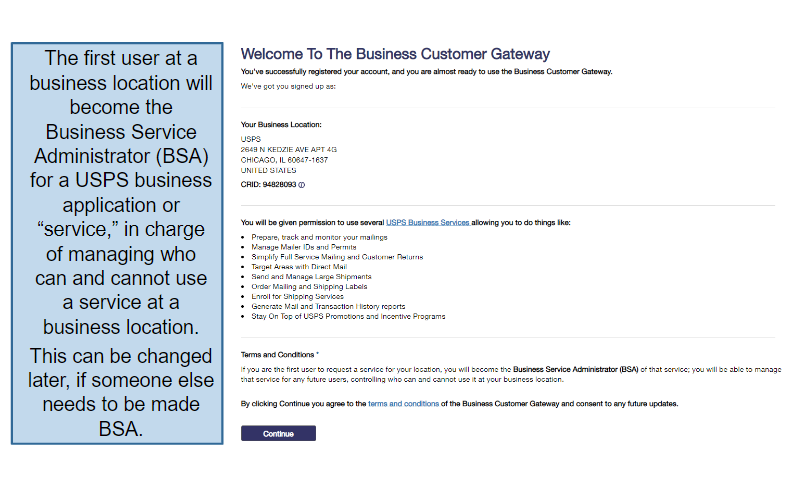 The first user at a
business location will
become the
Business Service
Administrator (BSA)
for a USPS business
application or
“service,” in charge
of managing who
can and cannot use
a service at a
business location.
This can be changed
later, if someone else
needs to be made
BSA.
Welcome To The Business Customer Gateway
You've successfully registered your account, and you are almost ready to use the Business Customer Gateway.
We've got you signed up as:
Your Business Location:
USPS
2649 N KEDZIE AVE APT 4G
CHICAGO, IL 60647-1637
UNITED STATES
CRID: 94828093
You will be given permission to use several USPS Business Services allowing you to do things like:
• Prepare, track and monitor your mailings
• Manage Mailer IDs and Permits
• Simplify Full Service Mailing and Customer Returns
• Target Areas with Direct Mail
• Send and Manage Large Shipments
• Order Mailing and Shipping Labels
• Enroll for Shipping Services
• Generate Mail and Transaction History reports
• Stay On Top of USPS Promotions and Incentive Programs
Terms and Conditions *
If you are the first user to request a service for your location, you will become the Business Service Administrator (BSA) of that service; you will be able to manage
that service for any future users, controlling who can and cannot use it at your business location.
By clicking Continue you agree to the terms and conditions of the Business Customer Gateway and consent to any future updates.
Continue